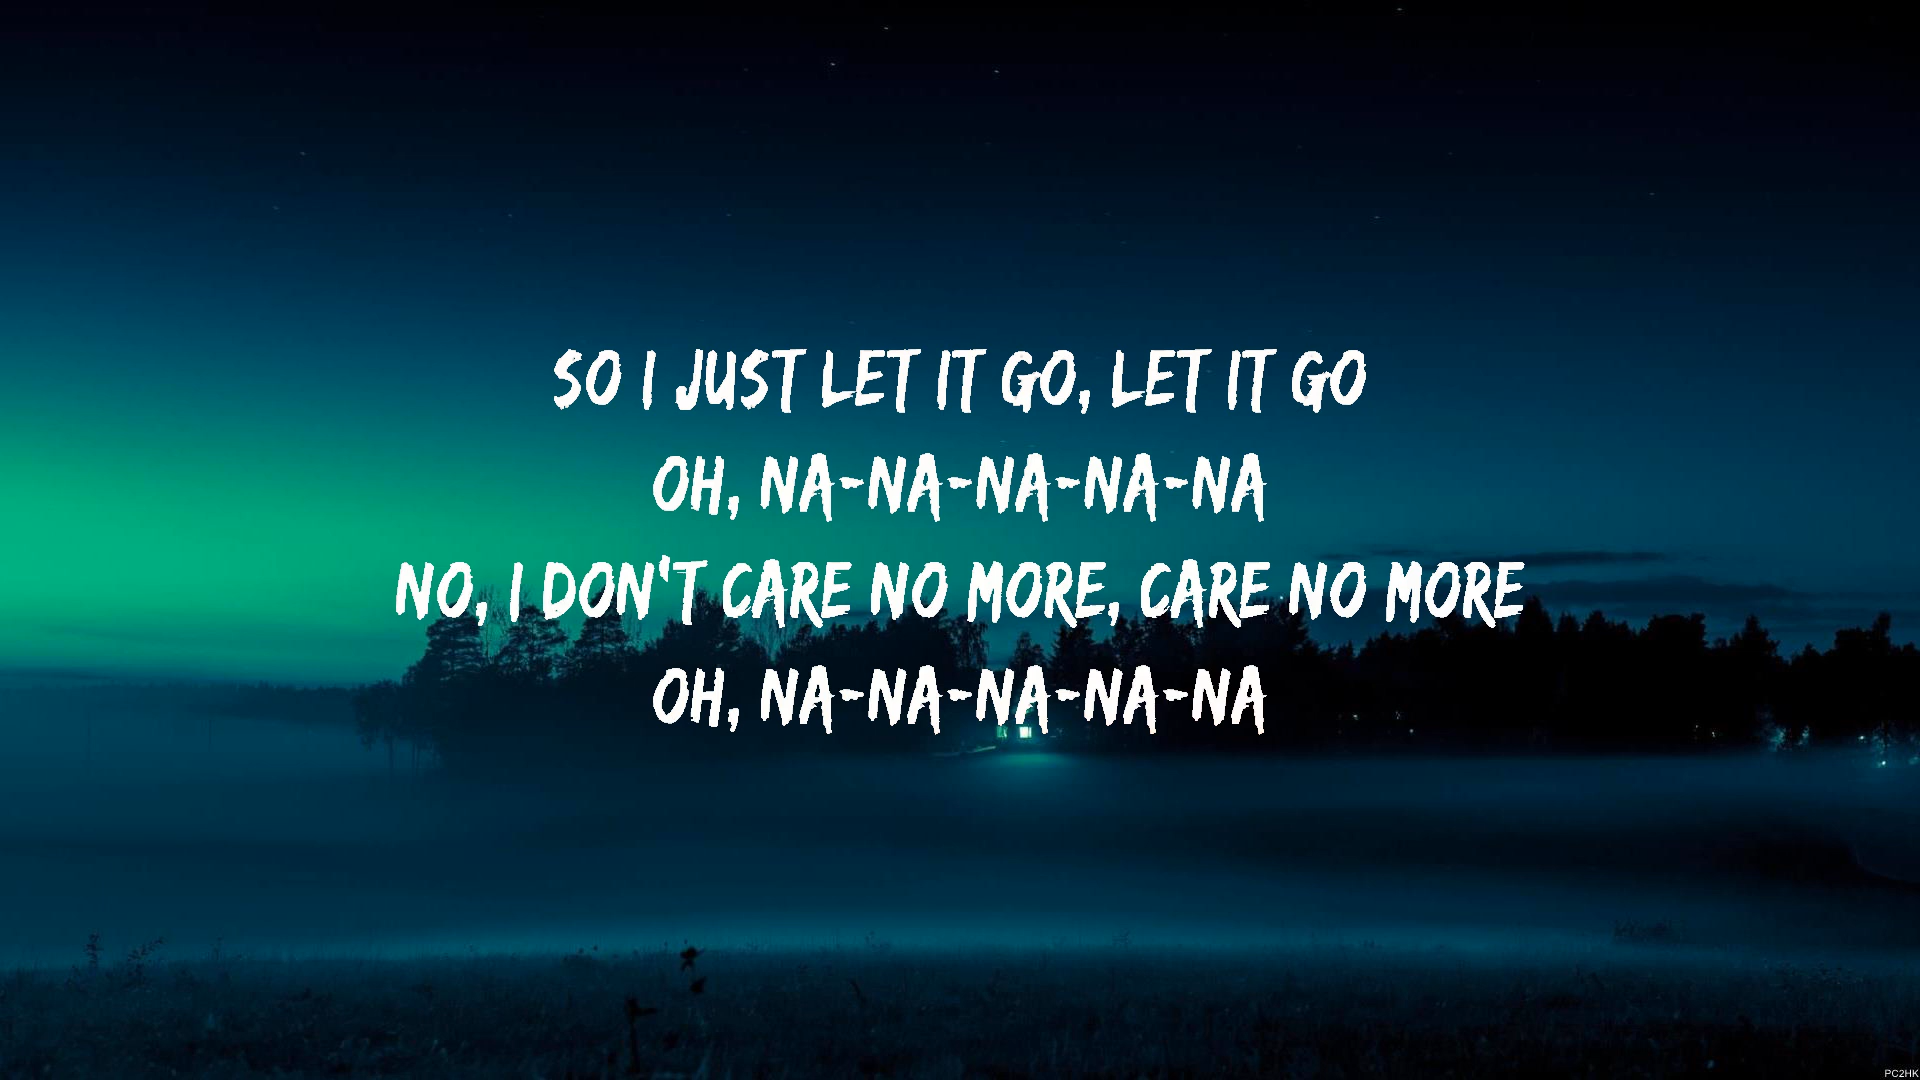 SO I JUST LET IT GO, LET IT GO
OH, NA-NA-NA-NA-NA
NO, I DON'T CARE NO MORE, CARE NO MORE
OH, NA-NA-NA-NA-NA
PC2HK